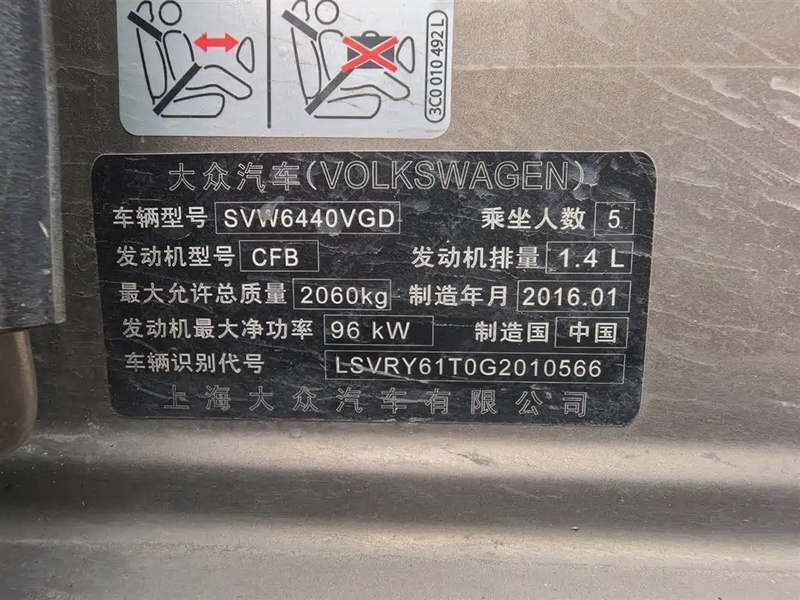 3C0 010 492 L
大众汽车(VOLKSWAGEN)
车辆型号 SVW6440VGD 乘坐人数 5
发动机型号 CFB 发动机排量 1.4 L
最大允许总质量 2060kg 制造年月 2016.01
发动机最大净功率 96 kW 制造国 中国
车辆识别代号 LSVRY61T0G2010566
上海大众汽车有限公司